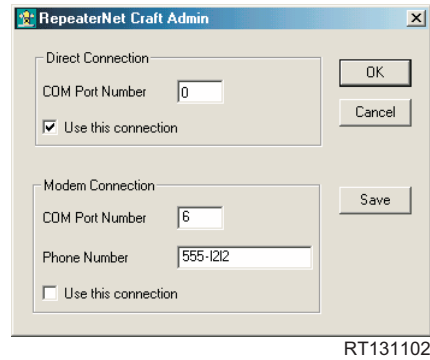 RepeaterNet Craft Admin
Direct Connection
COM Port Number 0
Use this connection
OK
Cancel
Modem Connection
COM Port Number 6
Phone Number 555-l2l2
Use this connection
Save
RT131102